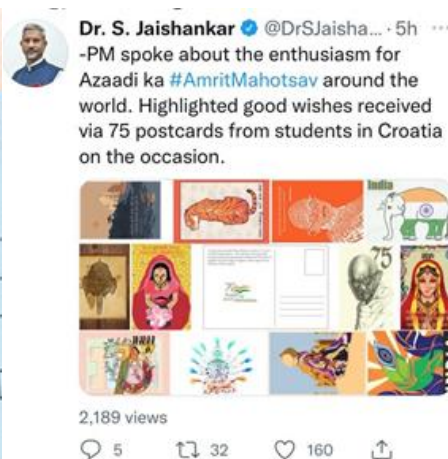 Dr. S. Jaishankar @DrSJaisha... · 5h ...
-PM spoke about the enthusiasm for
Azaadi ka #AmritMahotsav around the
world. Highlighted good wishes received
via 75 postcards from students in Croatia
on the occasion.
India
75
2,189 views
5 32 160